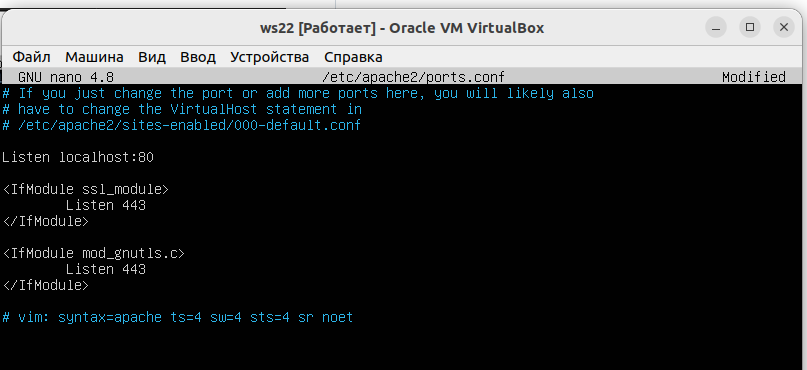 ws22 [Работает] - Oracle VM VirtualBox
Файл Машина Вид Ввод Устройства Справка
GNU nano 4.8 /etc/apache2/ports.conf Modified
# If you just change the port or add more ports here, you will likely also
# have to change the VirtualHost statement in
# /etc/apache2/sites-enabled/000-default.conf
Listen localhost:80
<IfModule ssl_module>
Listen 443
</IfModule>
<IfModule mod_gnutls.c>
Listen 443
</IfModule>
# vim: syntax=apache ts=4 sw=4 sts=4 sr noet